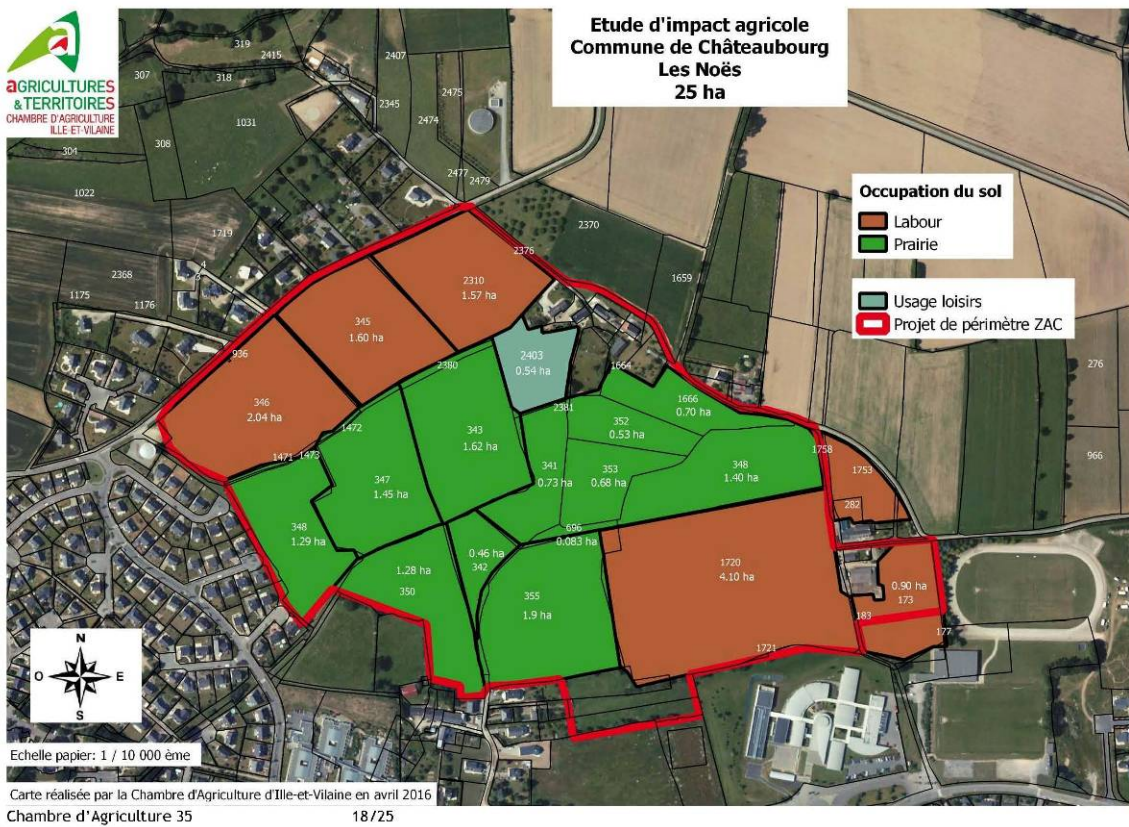 aGRICULTURES
& TERRITOIRES
CHAMBRE D'AGRICULTURE
ILLE-ET-VILAINE
Etude d'impact agricole
Commune de Châteaubourg
Les Noës
25 ha
Occupation du sol
Labour
Prairie
Usage loisirs
Projet de périmètre ZAC
319
2415
307
318
2407
2345
2475
2474
1031
308
304
2477
2479
1022
1719
2370
2376
1659
2368
1175
1176
4
2310
1.57 ha
345
1.60 ha
936
2380
2403
0.54 ha
1664
276
346
2.04 ha
1666
0.70 ha
2381
352
0.53 ha
1472
343
1.62 ha
1471
1473
341
0.73 ha
353
0.68 ha
348
1.40 ha
1758
1753
966
347
1.45 ha
282
348
1.29 ha
696
0.083 ha
0.46 ha
342
1.28 ha
350
1720
4.10 ha
0.90 ha
173
355
1.9 ha
183
177
1721
N
O
E
S
Echelle papier: 1 / 10 000 ème
Carte réalisée par la Chambre d'Agriculture d'Ille-et-Vilaine en avril 2016
Chambre d'Agriculture 35
18/25